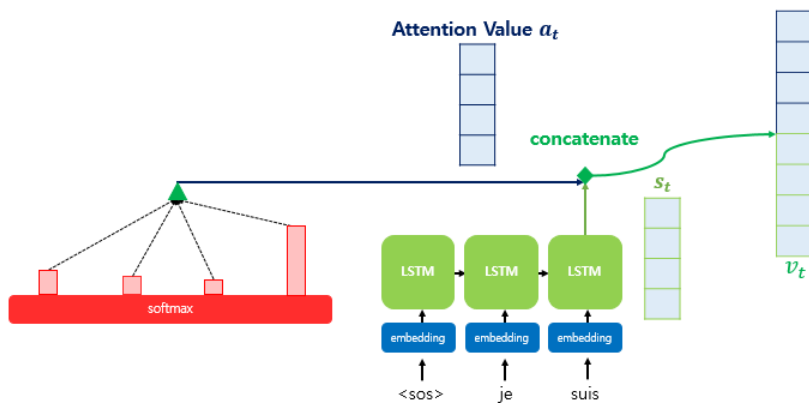 Attention Value a_t
concatenate
s_t
v_t
LSTM LSTM LSTM
softmax
embedding embedding embedding
<sos> je suis